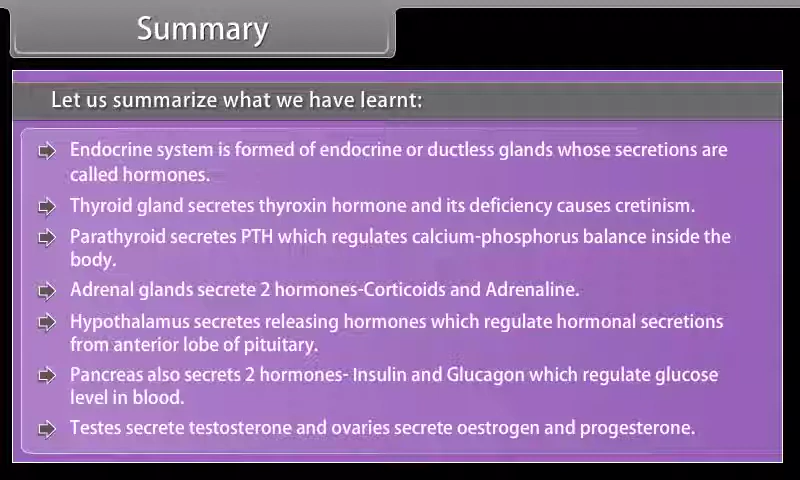 Summary
Let us summarize what we have learnt:
Endocrine system is formed of endocrine or ductless glands whose secretions are
called hormones.
Thyroid gland secretes thyroxin hormone and its deficiency causes cretinism.
Parathyroid secretes PTH which regulates calcium-phosphorus balance inside the
body.
Adrenal glands secrete 2 hormones-Corticoids and Adrenaline.
Hypothalamus secretes releasing hormones which regulate hormonal secretions
from anterior lobe of pituitary.
Pancreas also secrets 2 hormones- Insulin and Glucagon which regulate glucose
level in blood.
Testes secrete testosterone and ovaries secrete oestrogen and progesterone.